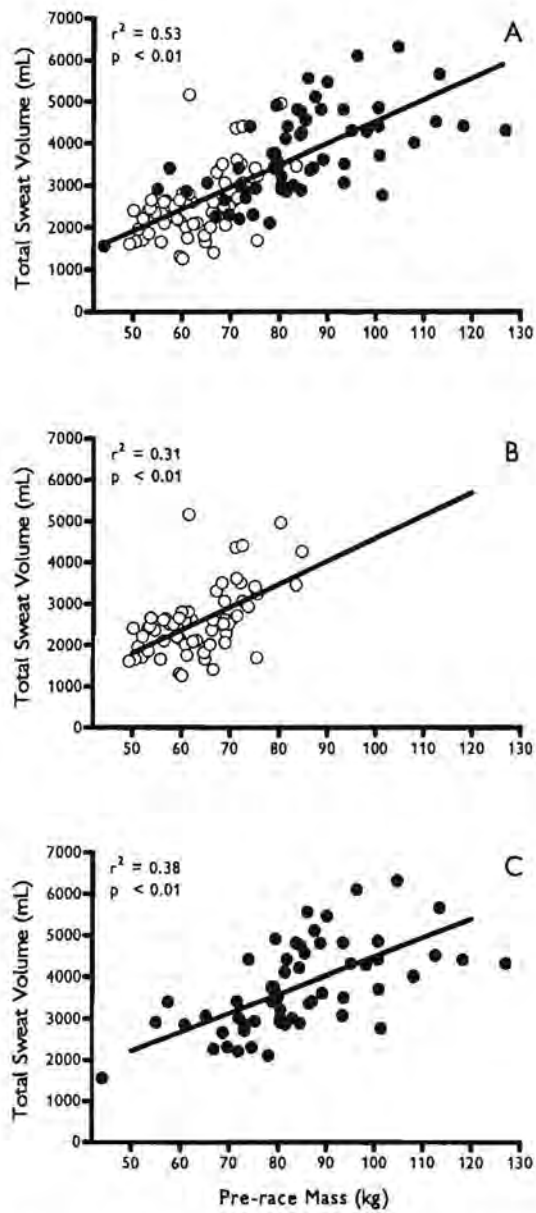 r² = 0.53
p < 0.01
A
Total Sweat Volume (mL)
7000
6000
5000
4000
3000
2000
1000
0
50 60 70 80 90 100 110 120 130
r² = 0.31
p < 0.01
B
Total Sweat Volume (mL)
7000
6000
5000
4000
3000
2000
1000
0
50 60 70 80 90 100 110 120 130
r² = 0.38
p < 0.01
C
Total Sweat Volume (mL)
7000
6000
5000
4000
3000
2000
1000
0
50 60 70 80 90 100 110 120 130
Pre-race Mass (kg)